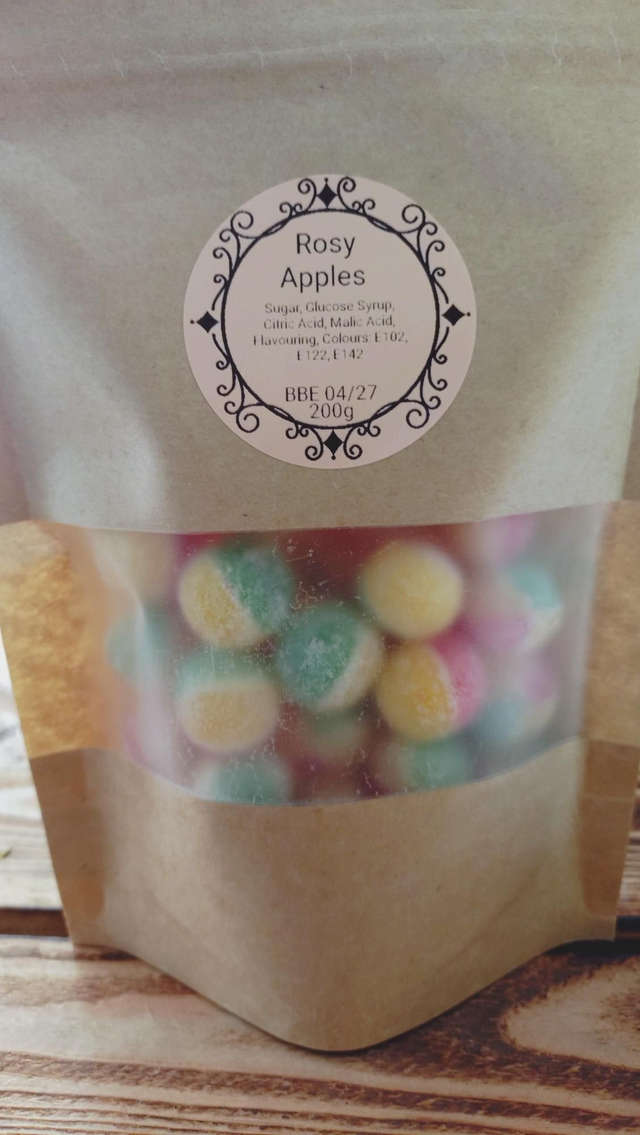 Rosy
Apples
Sugar, Glucose Syrup,
Citric Acid, Malic Acid,
Flavouring, Colours: E102,
E122, E142
BBE 04/27
200g